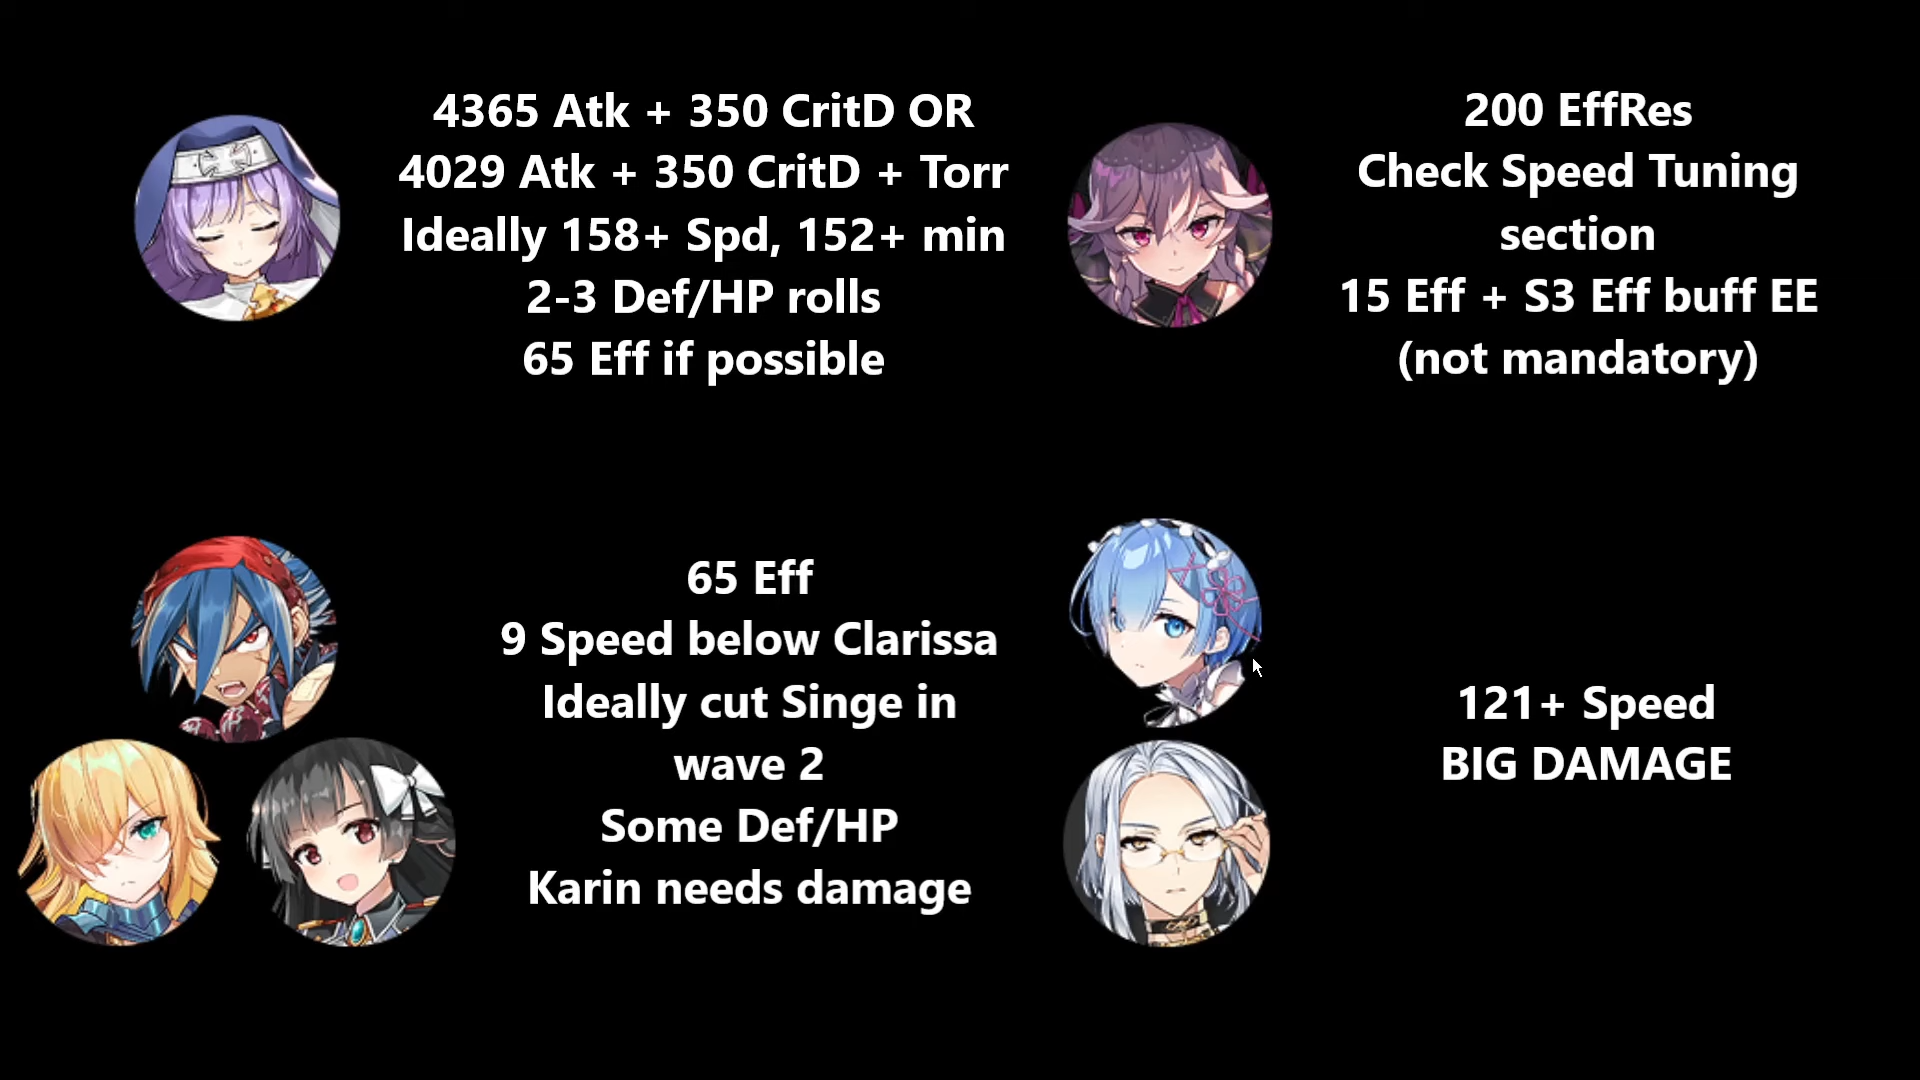 4365 Atk + 350 CritD OR
4029 Atk + 350 CritD + Torr
Ideally 158+ Spd, 152+ min
2-3 Def/HP rolls
65 Eff if possible
200 EffRes
Check Speed Tuning
section
15 Eff + S3 Eff buff EE
(not mandatory)
65 Eff
9 Speed below Clarissa
Ideally cut Singe in
wave 2
Some Def/HP
Karin needs damage
121+ Speed
BIG DAMAGE